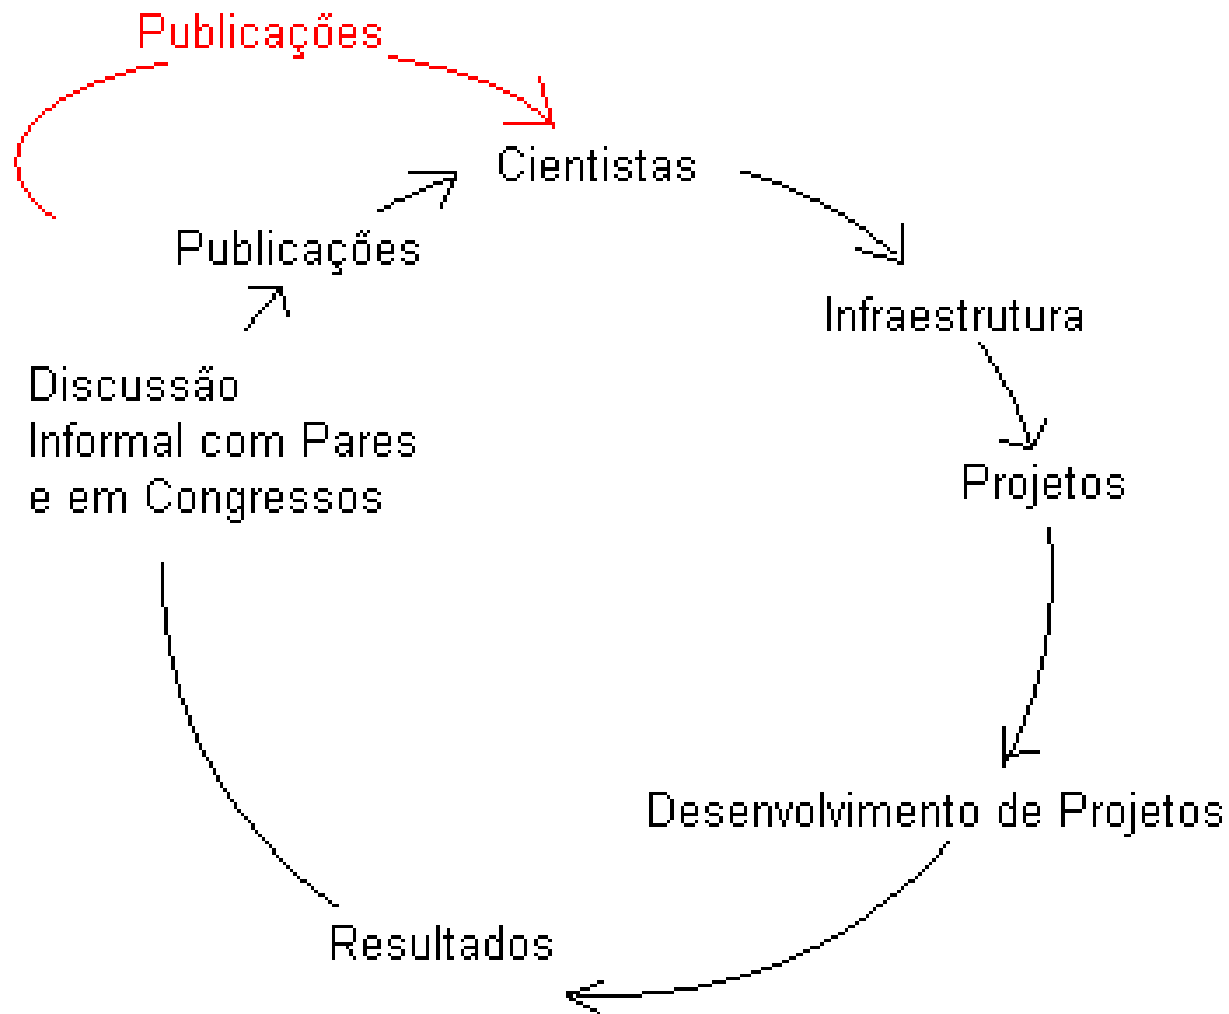 Publicações
Cientistas
Publicações
Infraestrutura
Discussão
Informal com Pares
e em Congressos
Projetos
Desenvolvimento de Projetos
Resultados